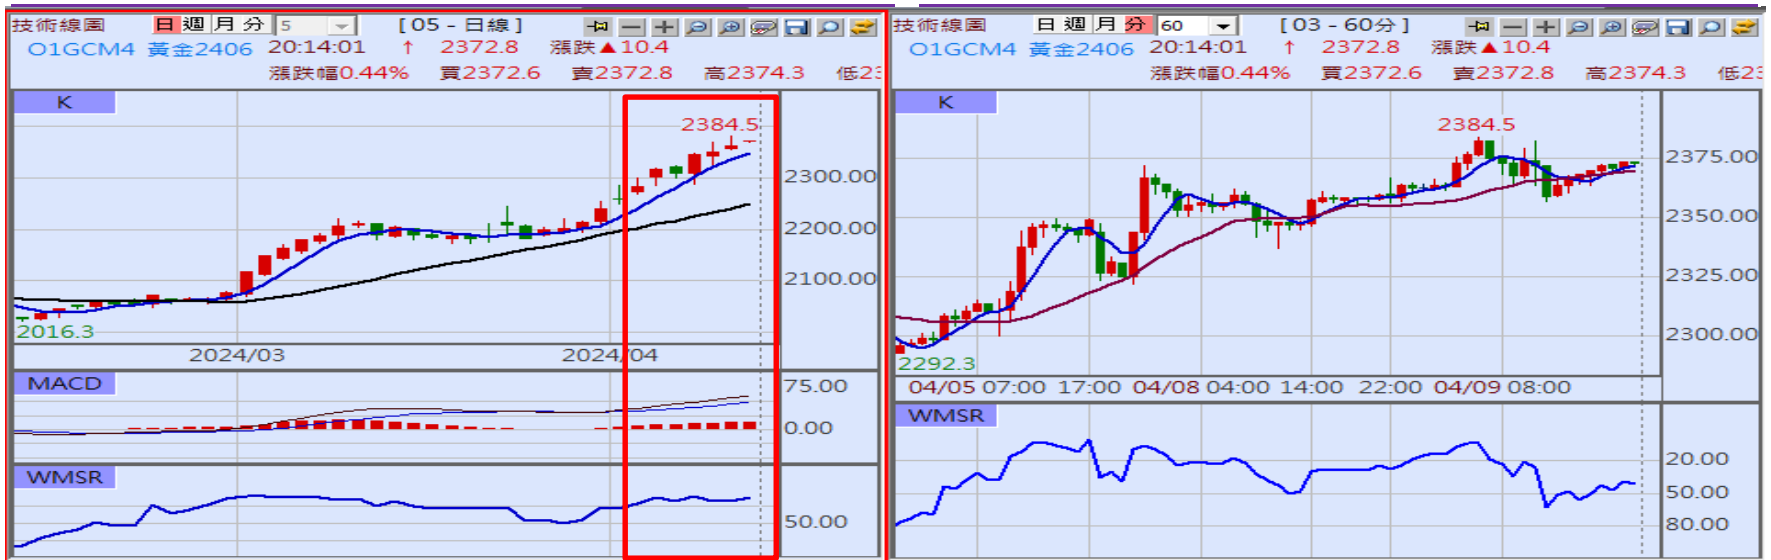 技術線圖 日 週 月 分 5 [05 - 日線]
O1GCM4 黃金2406 20:14:01 ↑ 2372.8 漲跌▲10.4
漲跌幅0.44% 買2372.6 賣2372.8 高2374.3 低23
K
2384.5
2300.00
2200.00
2100.00
2016.3
2024/03 2024/04
MACD
75.00
0.00
WMSR
50.00
技術線圖 日 週 月 分 60 [03 - 60分]
O1GCM4 黃金2406 20:14:01 ↑ 2372.8 漲跌▲10.4
漲跌幅0.44% 買2372.6 賣2372.8 高2374.3 低23
K
2384.5
2375.00
2350.00
2325.00
2300.00
2292.3
04/05 07:00 17:00 04/08 04:00 14:00 22:00 04/09 08:00
WMSR
20.00
50.00
80.00